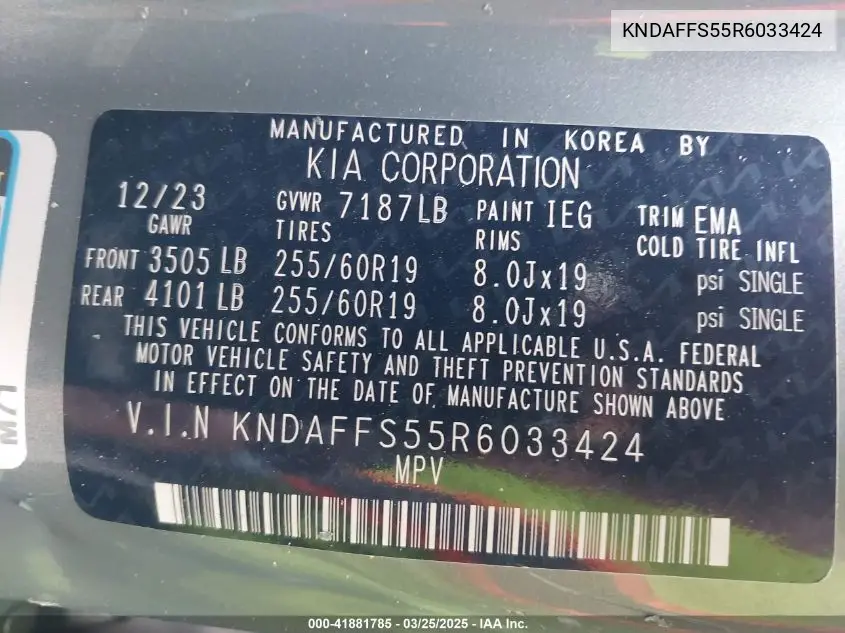 KNDAFFS55R6033424
MANUFACTURED IN KOREA BY
KIA CORPORATION
12/23 GVWR 7187LB PAINT IEG TRIM EMA
GAWR TIRES RIMS COLD TIRE INFL
FRONT 3505 LB 255/60R19 8.0Jx19 psi SINGLE
REAR 4101 LB 255/60R19 8.0Jx19 psi SINGLE
THIS VEHICLE CONFORMS TO ALL APPLICABLE U.S.A. FEDERAL
MOTOR VEHICLE SAFETY AND THEFT PREVENTION STANDARDS
IN EFFECT ON THE DATE OF MANUFACTURE SHOWN ABOVE
V.I.N KNDAFFS55R6033424
MPV
000-41881785 - 03/25/2025 - IAA Inc.